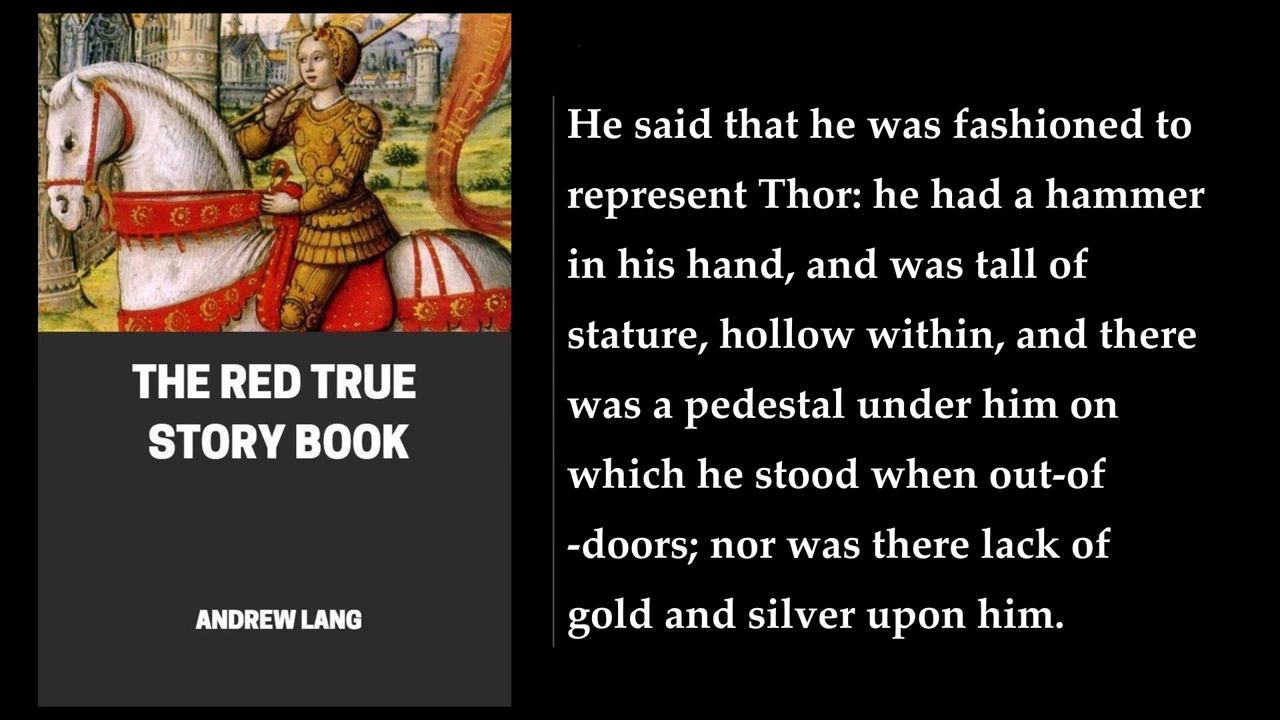 THE RED TRUE
STORY BOOK
ANDREW LANG
He said that he was fashioned to
represent Thor: he had a hammer
in his hand, and was tall of
stature, hollow within, and there
was a pedestal under him on
which he stood when out-of
-doors; nor was there lack of
gold and silver upon him.